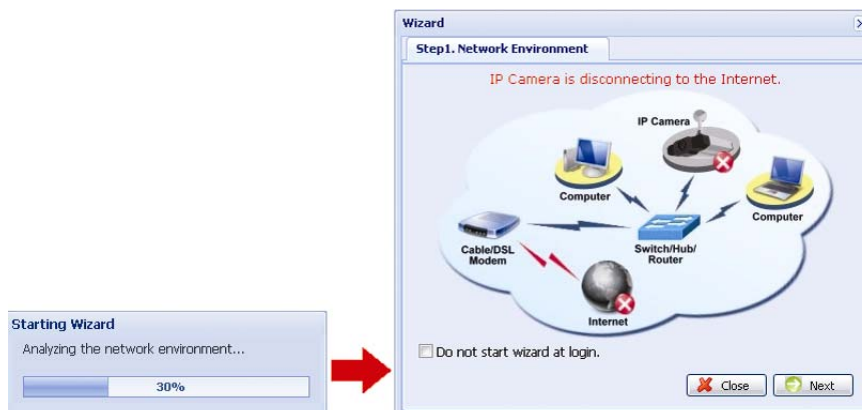 Starting Wizard
Analyzing the network environment...
30%
Wizard
Step1. Network Environment
IP Camera is disconnecting to the Internet.
IP Camera
Computer
Computer
Cable/DSL
Modem
Switch/Hub/
Router
Internet
Do not start wizard at login.
Close
Next